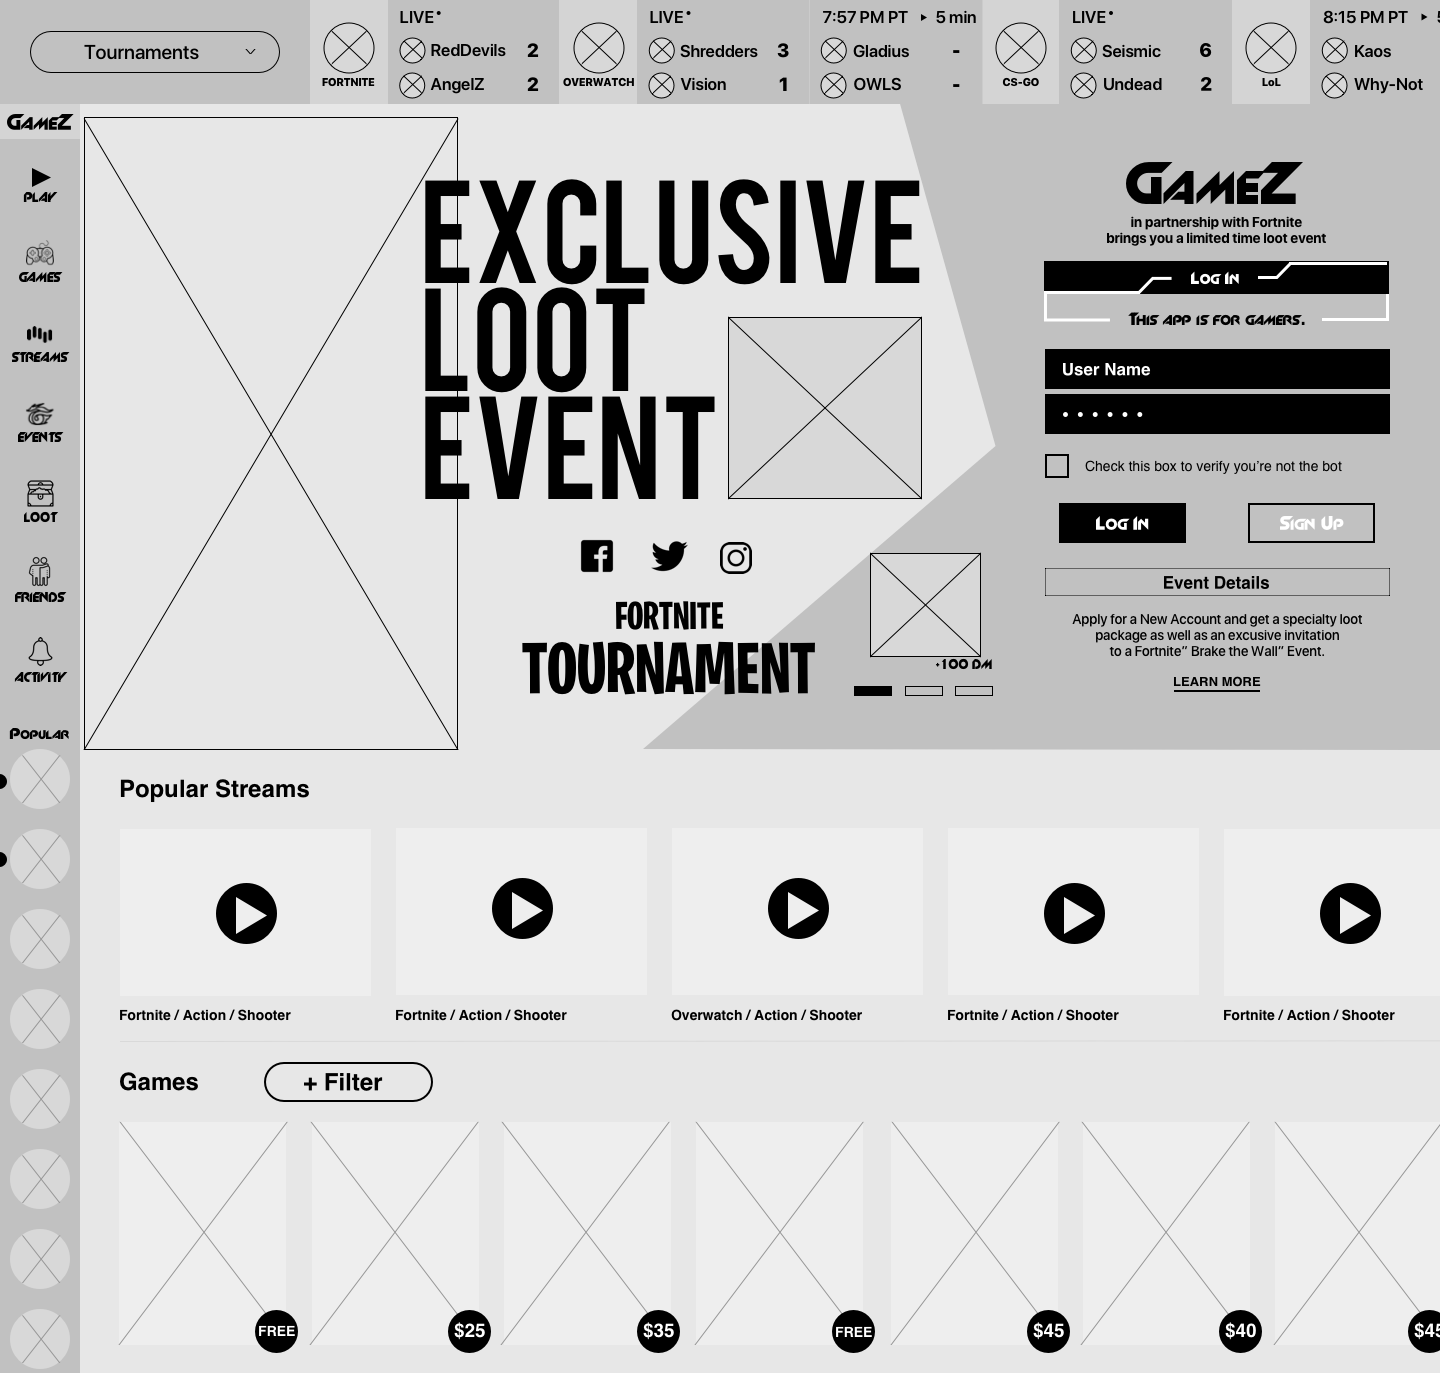 Tournaments
FORTNITE
LIVE•
RedDevils 2
AngelZ 2
OVERWATCH
LIVE•
Shredders 3
Vision 1
7:57 PM PT ▸ 5 min
Gladius -
OWLS -
CS-GO
LIVE•
Seismic 6
Undead 2
LoL
8:15 PM PT ▸
Kaos
Why-Not
GAMEZ
PLAY
GAMES
STREAMS
EVENTS
LOOT
FRIENDS
ACTIVITY
POPULAR
EXCLUSIVE
LOOT
EVENT
FORTNITE
TOURNAMENT
+100 DM
GAMEZ
in partnership with Fortnite
brings you a limited time loot event
LOG IN
THIS APP IS FOR GAMERS.
User Name
• • • • • •
Check this box to verify you’re not the bot
LOG IN
SIGN UP
Event Details
Apply for a New Account and get a specialty loot
package as well as an excusive invitation
to a Fortnite” Brake the Wall” Event.
LEARN MORE
Popular Streams
Fortnite / Action / Shooter
Fortnite / Action / Shooter
Overwatch / Action / Shooter
Fortnite / Action / Shooter
Fortnite / Action / Shooter
Games
+ Filter
FREE
$25
$35
FREE
$45
$40
$45